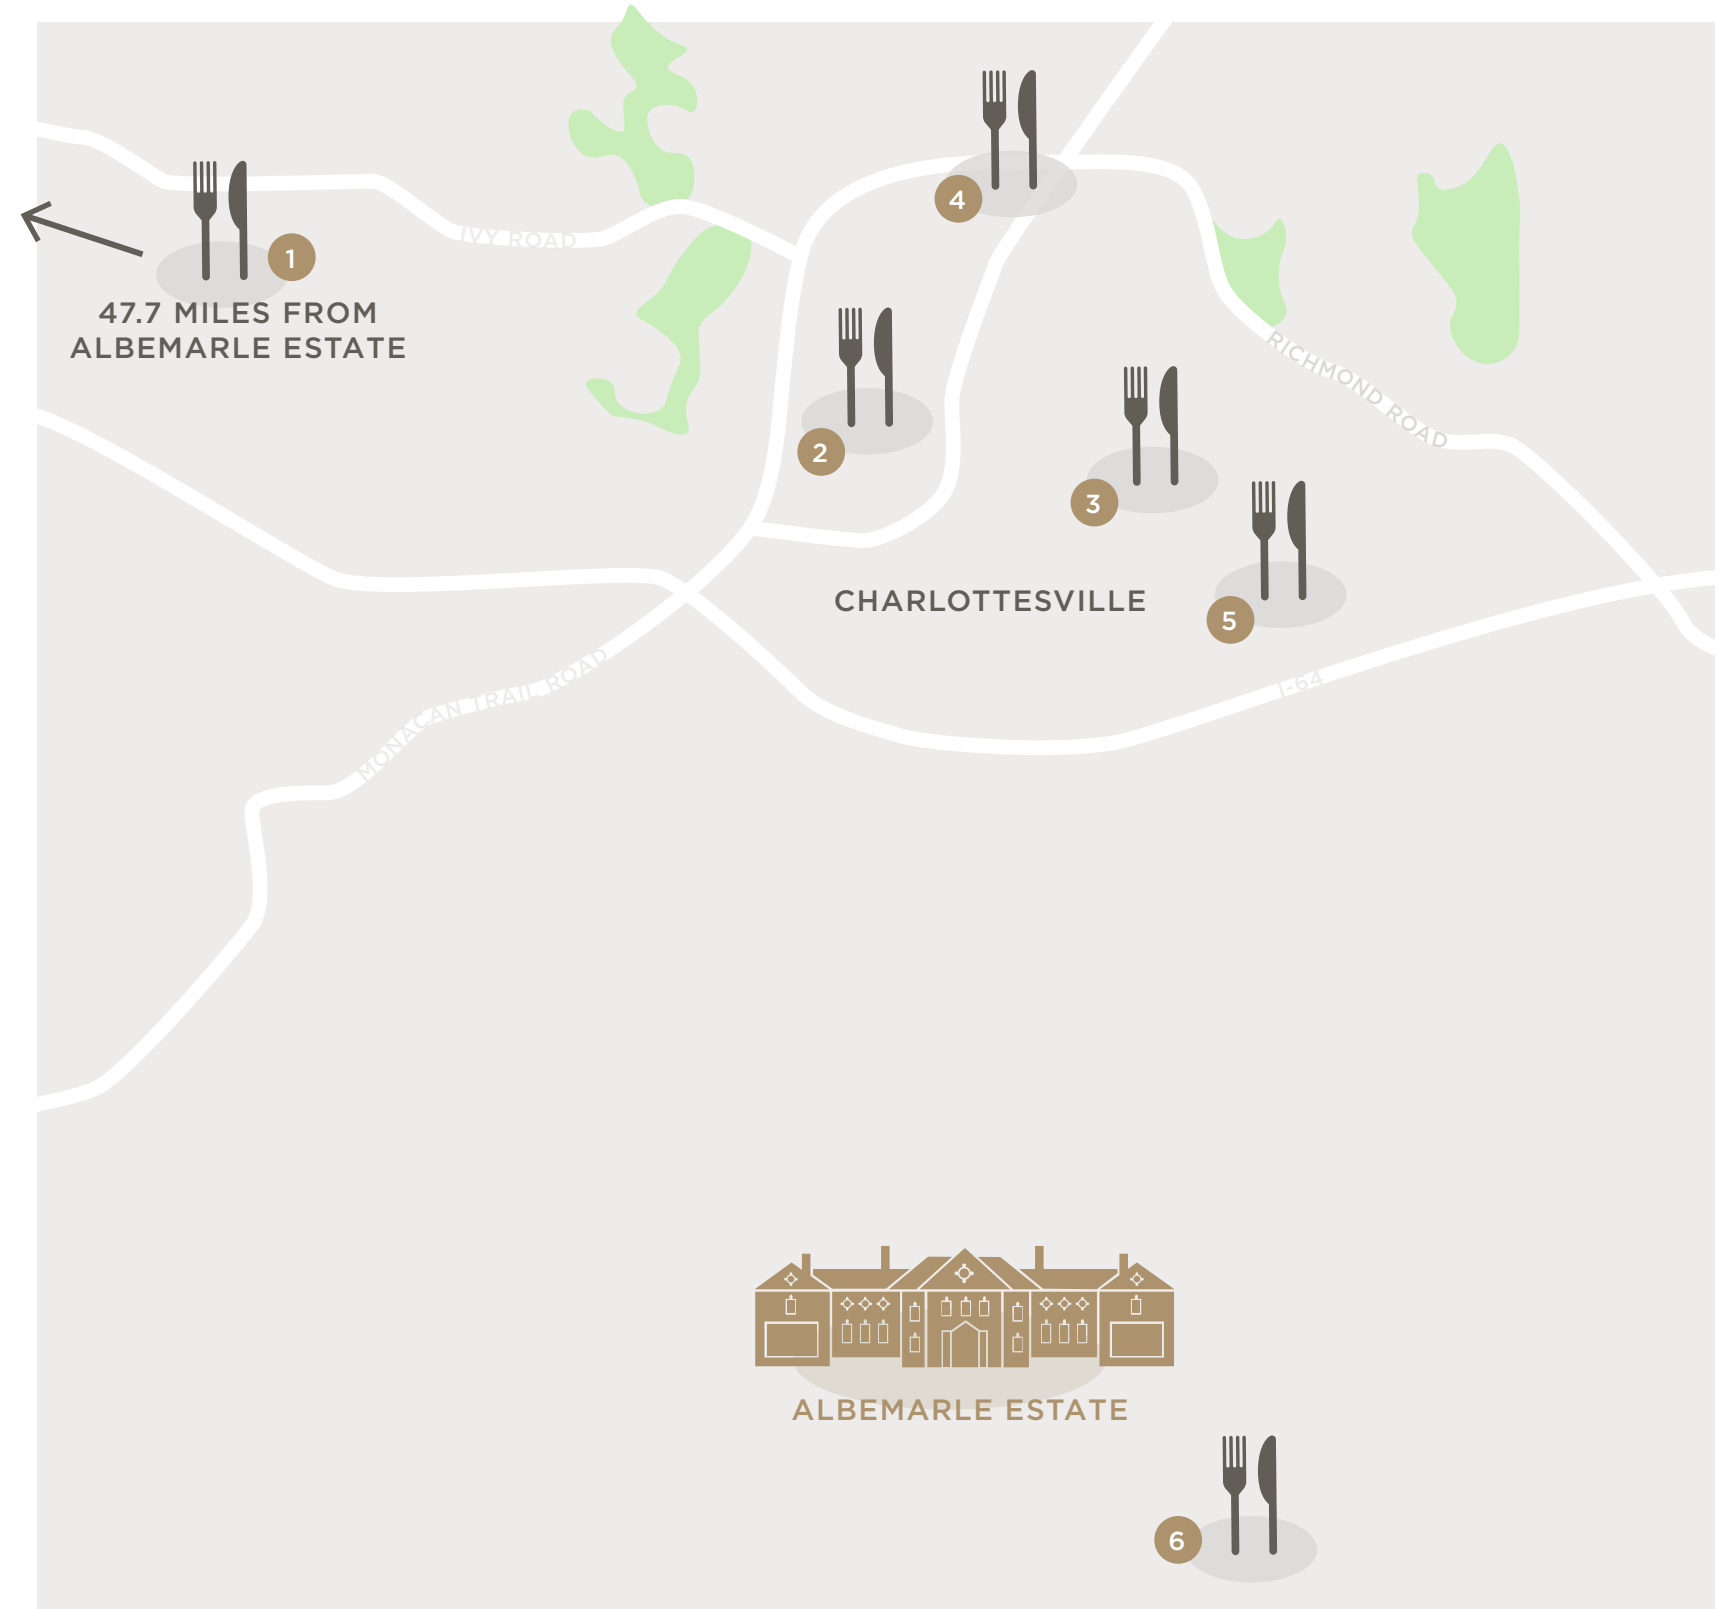 4
IVY ROAD
1
47.7 MILES FROM
ALBEMARLE ESTATE
RICHMOND ROAD
2
3
CHARLOTTESVILLE
5
MONACAN TRAIL ROAD
I-64
ALBEMARLE ESTATE
6